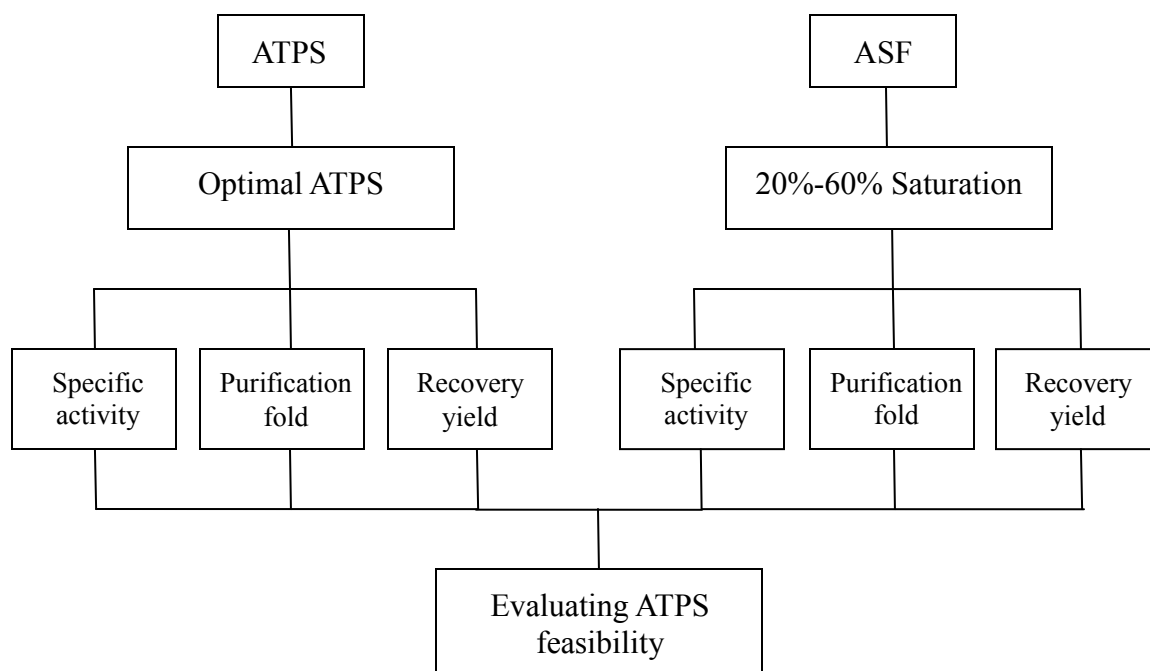 ATPS
ASF
Optimal ATPS
20%-60% Saturation
Specific
activity
Purification
fold
Recovery
yield
Specific
activity
Purification
fold
Recovery
yield
Evaluating ATPS
feasibility